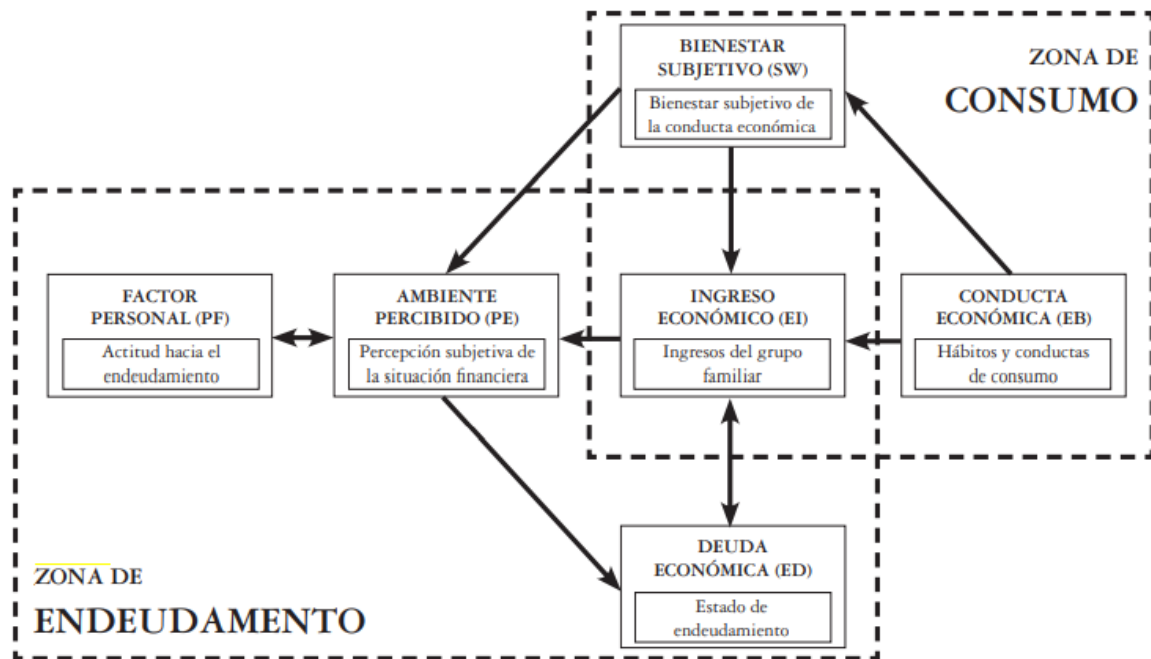 BIENESTAR
SUBJETIVO (SW)
Bienestar subjetivo de
la conducta económica
ZONA DE
CONSUMO
FACTOR
PERSONAL (PF)
Actitud hacia el
endeudamiento
AMBIENTE
PERCIBIDO (PE)
Percepción subjetiva de
la situación financiera
INGRESO
ECONÓMICO (EI)
Ingresos del grupo
familiar
CONDUCTA
ECONÓMICA (EB)
Hábitos y conductas
de consumo
DEUDA
ECONÓMICA (ED)
Estado de
endeudamiento
ZONA DE
ENDEUDAMENTO